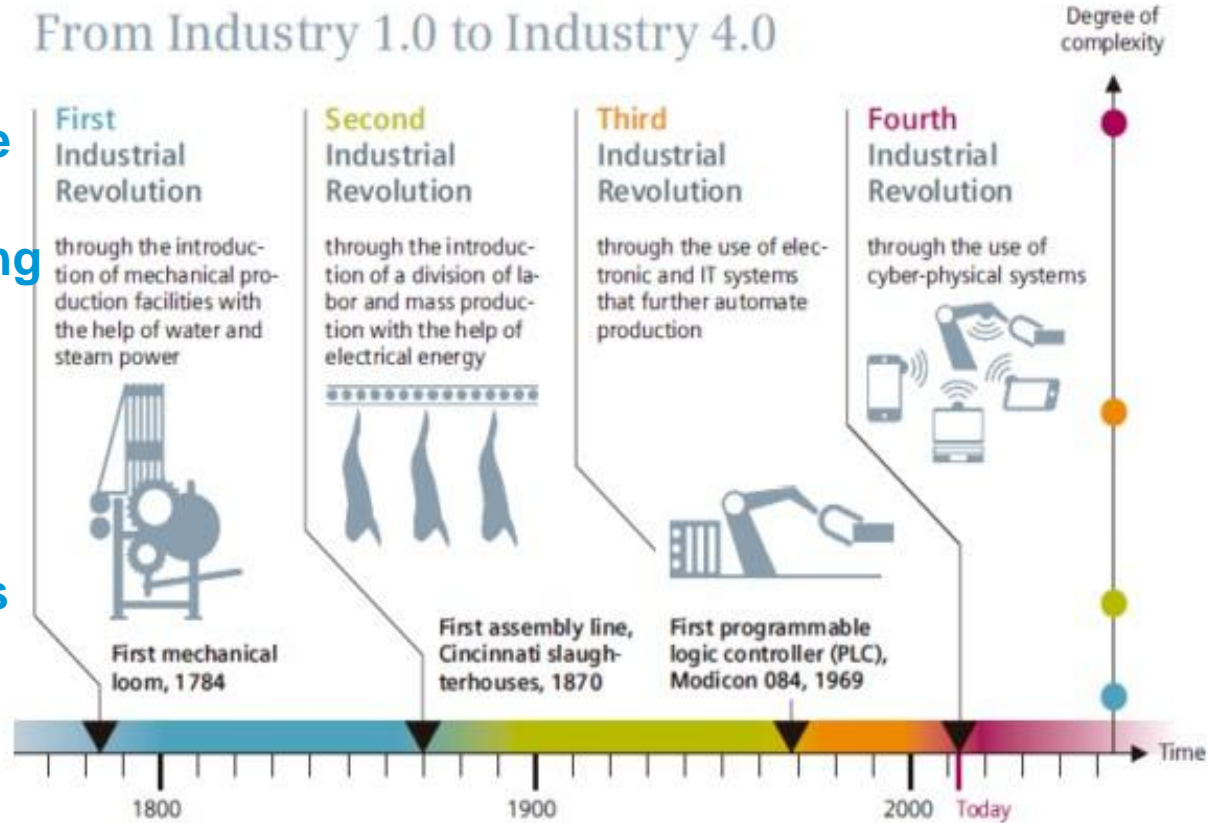 From Industry 1.0 to Industry 4.0
Degree of
complexity
e
ng
s
First
Industrial
Revolution
through the introduc-
tion of mechanical pro-
duction facilities with
the help of water and
steam power
First mechanical
loom, 1784
Second
Industrial
Revolution
through the introduc-
tion of a division of la-
bor and mass produc-
tion with the help of
electrical energy
First assembly line,
Cincinnati slaugh-
terhouses, 1870
Third
Industrial
Revolution
through the use of elec-
tronic and IT systems
that further automate
production
First programmable
logic controller (PLC),
Modicon 084, 1969
Fourth
Industrial
Revolution
through the use of
cyber-physical systems
Time
1800
1900
2000
Today